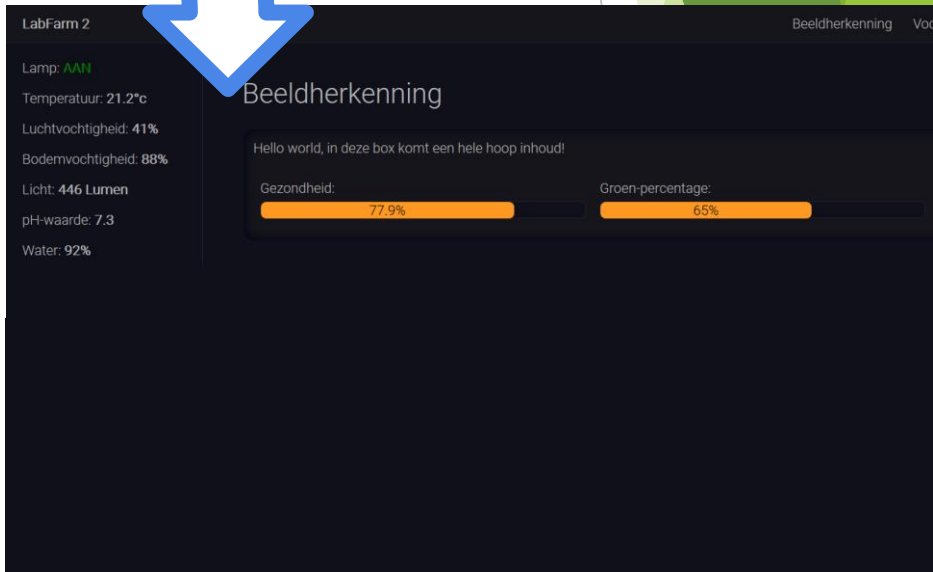 LabFarm 2
Beeldherkenning
Lamp: AAN
Temperatuur: 21.2°c
Luchtvochtigheid: 41%
Bodemvochtigheid: 88%
Licht: 446 Lumen
pH-waarde: 7.3
Water: 92%
Beeldherkenning
Hello world, in deze box komt een hele hoop inhoud!
Gezondheid:
77.9%
Groen-percentage:
65%